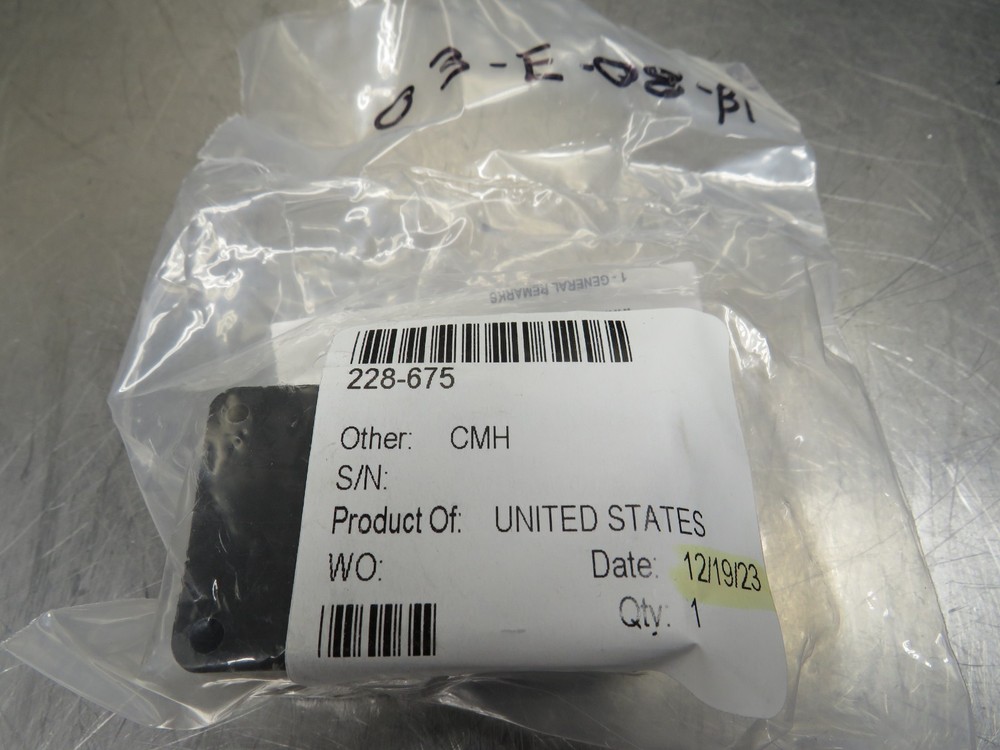 03-E-08-B1
1 - GENERAL REMARKS
228-675
Other: CMH
S/N:
Product Of: UNITED STATES
WO: Date: 12/19/23
Qty: 1